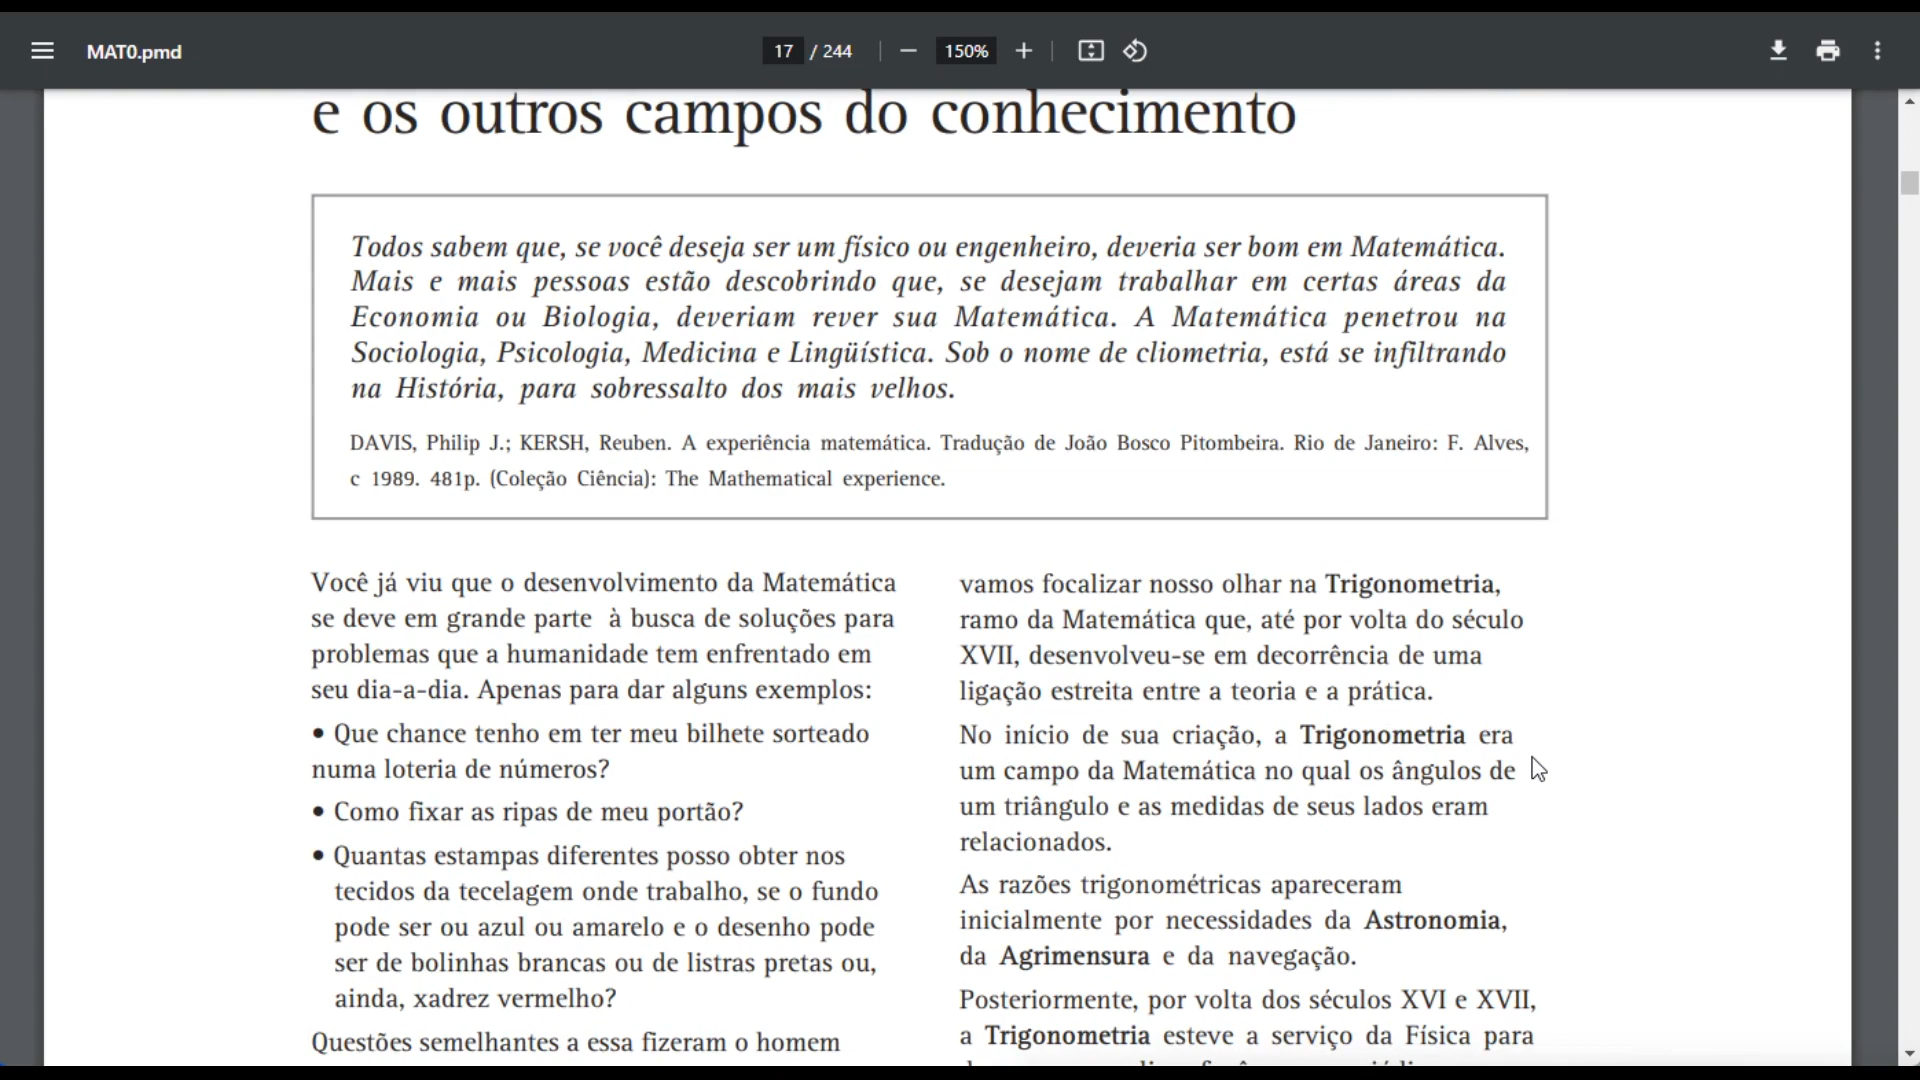 MAT0.pmd
17 / 244
150%
e os outros campos do conhecimento
Todos sabem que, se você deseja ser um físico ou engenheiro, deveria ser bom em Matemática.
Mais e mais pessoas estão descobrindo que, se desejam trabalhar em certas áreas da
Economia ou Biologia, deveriam rever sua Matemática. A Matemática penetrou na
Sociologia, Psicologia, Medicina e Lingüística. Sob o nome de cliometria, está se infiltrando
na História, para sobressalto dos mais velhos.
DAVIS, Philip J.; KERSH, Reuben. A experiência matemática. Tradução de João Bosco Pitombeira. Rio de Janeiro: F. Alves,
c 1989. 481p. (Coleção Ciência): The Mathematical experience.
Você já viu que o desenvolvimento da Matemática
se deve em grande parte à busca de soluções para
problemas que a humanidade tem enfrentado em
seu dia-a-dia. Apenas para dar alguns exemplos:
• Que chance tenho em ter meu bilhete sorteado
numa loteria de números?
• Como fixar as ripas de meu portão?
• Quantas estampas diferentes posso obter nos
tecidos da tecelagem onde trabalho, se o fundo
pode ser ou azul ou amarelo e o desenho pode
ser de bolinhas brancas ou de listras pretas ou,
ainda, xadrez vermelho?
Questões semelhantes a essa fizeram o homem
vamos focalizar nosso olhar na Trigonometria,
ramo da Matemática que, até por volta do século
XVII, desenvolveu-se em decorrência de uma
ligação estreita entre a teoria e a prática.
No início de sua criação, a Trigonometria era
um campo da Matemática no qual os ângulos de
um triângulo e as medidas de seus lados eram
relacionados.
As razões trigonométricas apareceram
inicialmente por necessidades da Astronomia,
da Agrimensura e da navegação.
Posteriormente, por volta dos séculos XVI e XVII,
a Trigonometria esteve a serviço da Física para